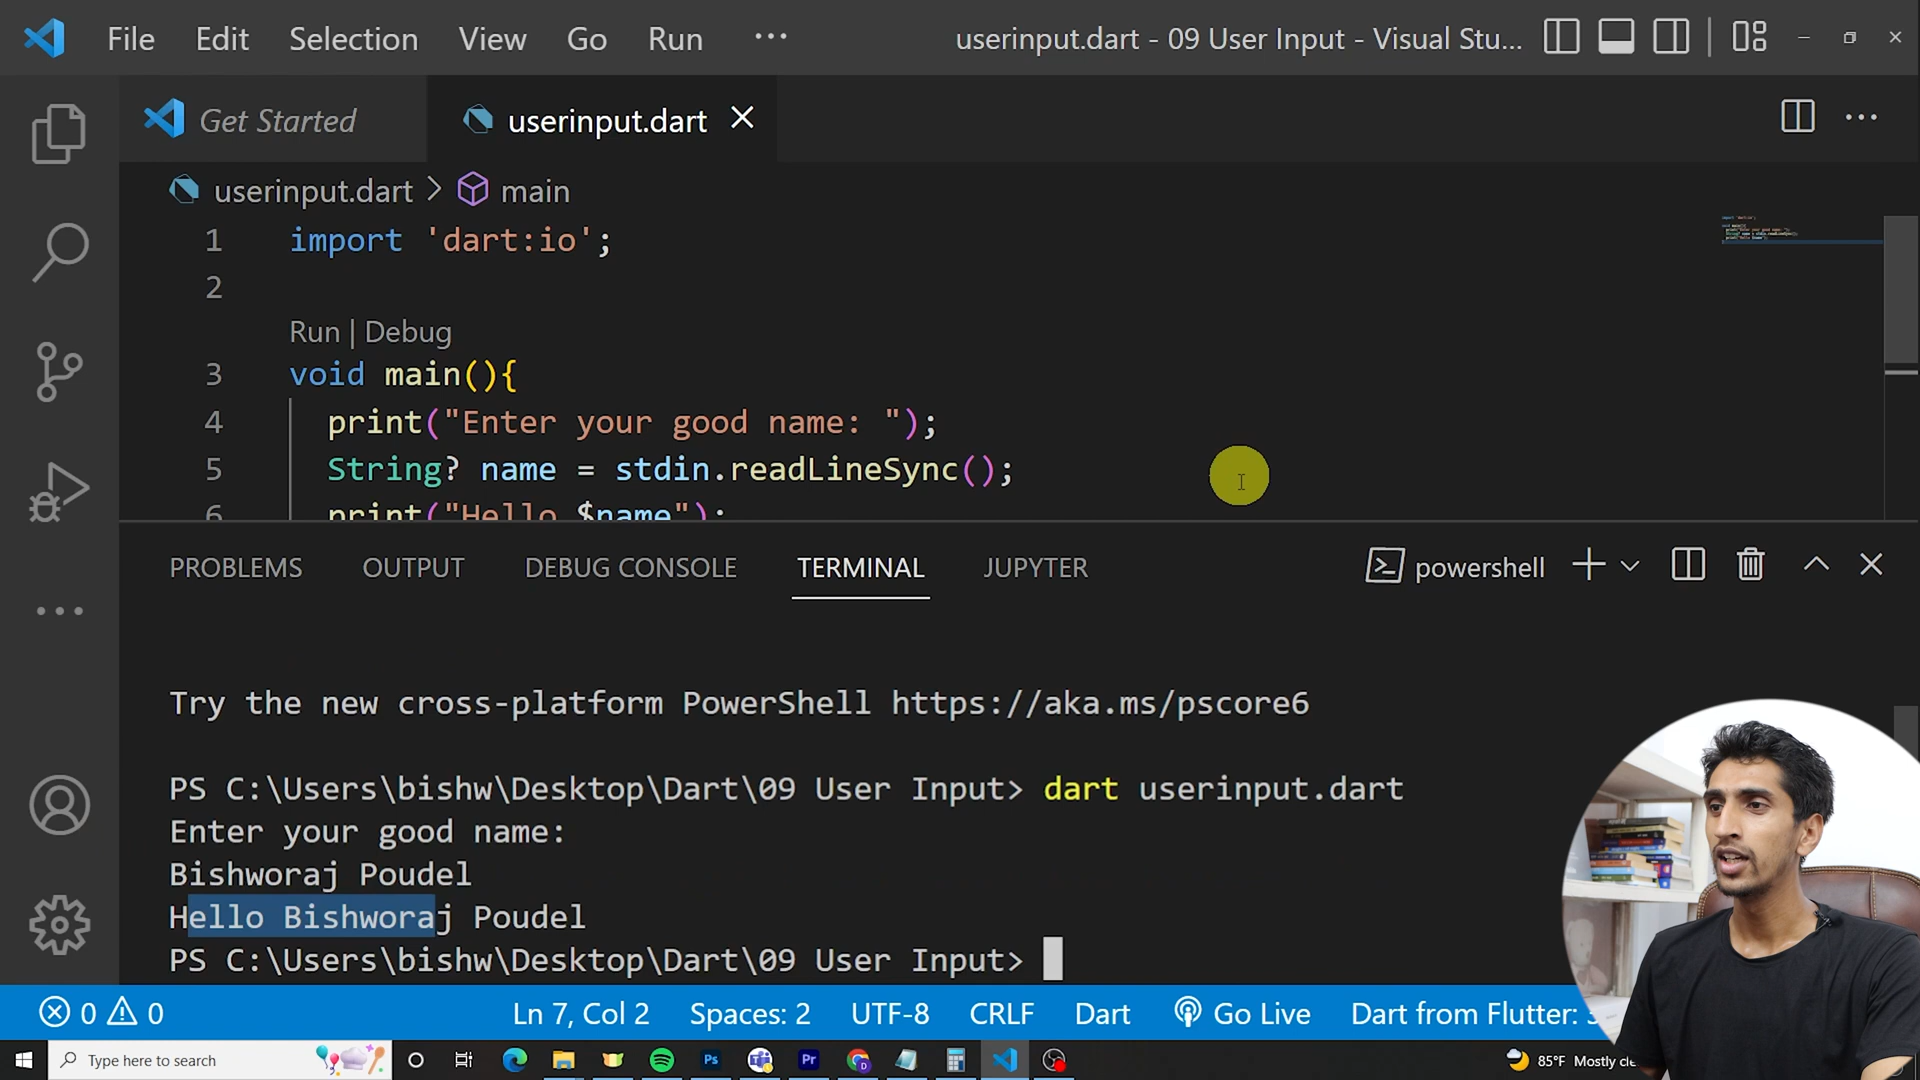 File Edit Selection View Go Run ... userinput.dart - 09 User Input - Visual Stu...
Get Started userinput.dart
userinput.dart > main
1 import 'dart:io';
2
Run | Debug
3 void main(){
4 print("Enter your good name: ");
5 String? name = stdin.readLineSync();
6 print("Hello $name");
PROBLEMS OUTPUT DEBUG CONSOLE TERMINAL JUPYTER powershell
Try the new cross-platform PowerShell https://aka.ms/pscore6
PS C:\Users\bishw\Desktop\Dart\09 User Input> dart userinput.dart
Enter your good name:
Bishworaj Poudel
Hello Bishworaj Poudel
PS C:\Users\bishw\Desktop\Dart\09 User Input>
0 0 Ln 7, Col 2 Spaces: 2 UTF-8 CRLF Dart Go Live Dart from Flutter:
Type here to search Ps Pr 85°F Mostly